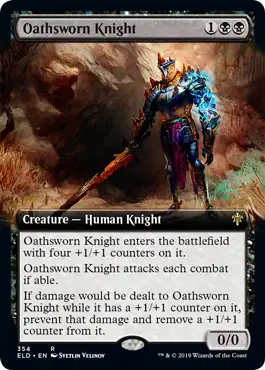 Oathsworn Knight 1
Creature — Human Knight
Oathsworn Knight enters the battlefield
with four +1/+1 counters on it.
Oathsworn Knight attacks each combat
if able.
If damage would be dealt to Oathsworn
Knight while it has a +1/+1 counter on it,
prevent that damage and remove a +1/+1
counter from it.
0/0
354 R
ELD • EN Svetlin Velinov
™ & © 2019 Wizards of the Coast